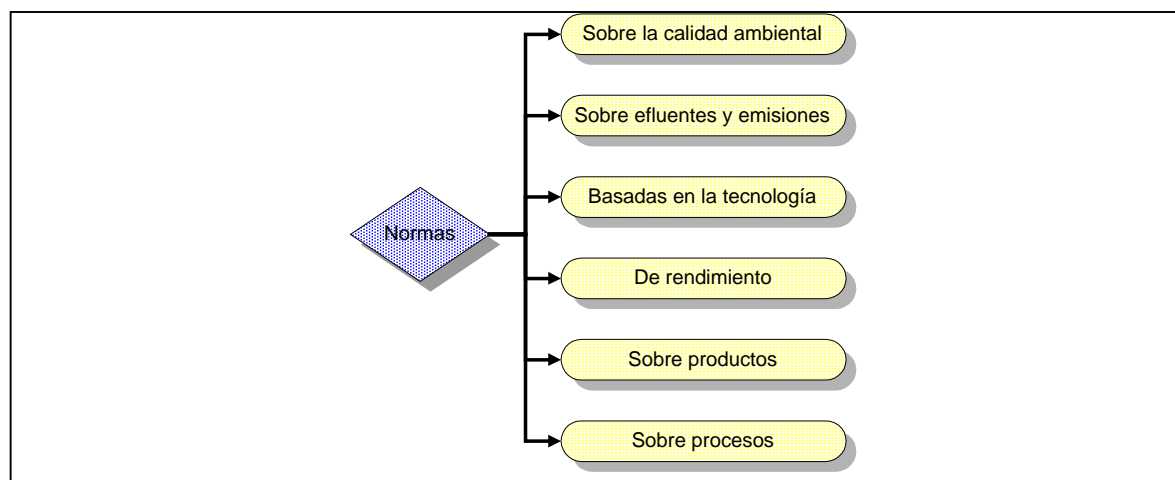 Sobre la calidad ambiental
Sobre efluentes y emisiones
Basadas en la tecnología
Normas
De rendimiento
Sobre productos
Sobre procesos